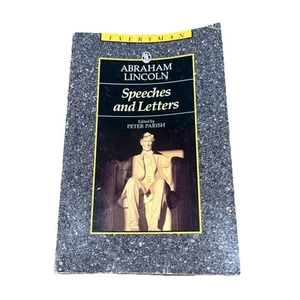 EVERYMAN
ABRAHAM
LINCOLN
Speeches
and Letters
Edited by
PETER PARISH